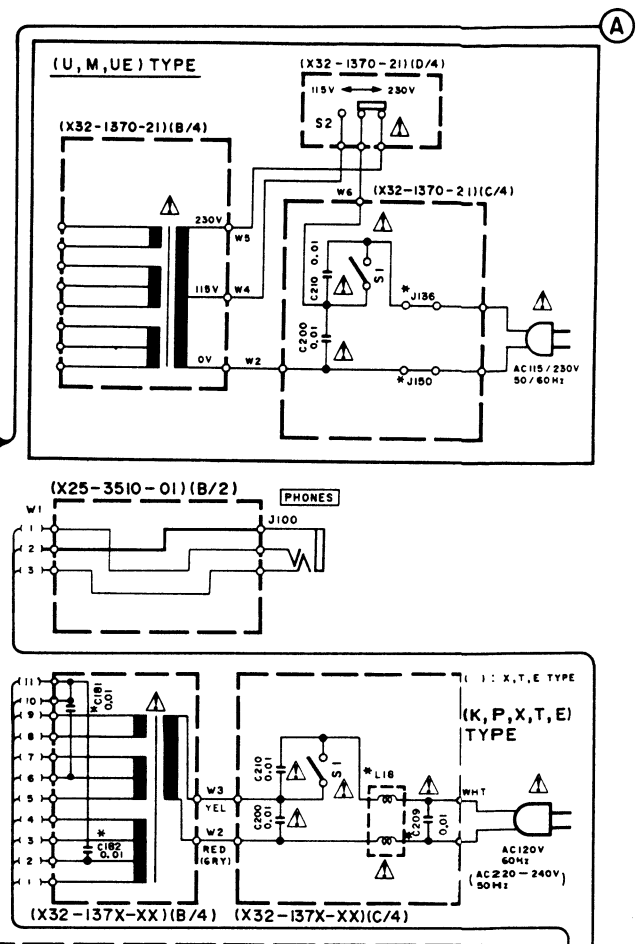 A
(U, M, UE) TYPE
(X32-1370-21)(D/4)
115V 230V
S2
(X32-1370-21)(B/4)
W6
(X32-1370-21)(C/4)
230V
W5
C210 0.01
S1
115V
W4
*J136
C200 0.01
0V
W2
*J150
AC115/230V
50/60Hz
(X25-3510-01)(B/2)
PHONES
W1
J100
1
2
3
11
10
9
8
7
6
5
4
3
2
1
*C181
0.01
*
C182
0.01
( ) : X, T, E TYPE
(K, P, X, T, E)
TYPE
C210
0.01
S1
*L18
W3
YEL
WHT
C200
0.01
*C209
0.01
W2
RED
(GRY)
AC120V
60Hz
(AC220-240V)
50Hz
(X32-137X-XX)(B/4)
(X32-137X-XX)(C/4)